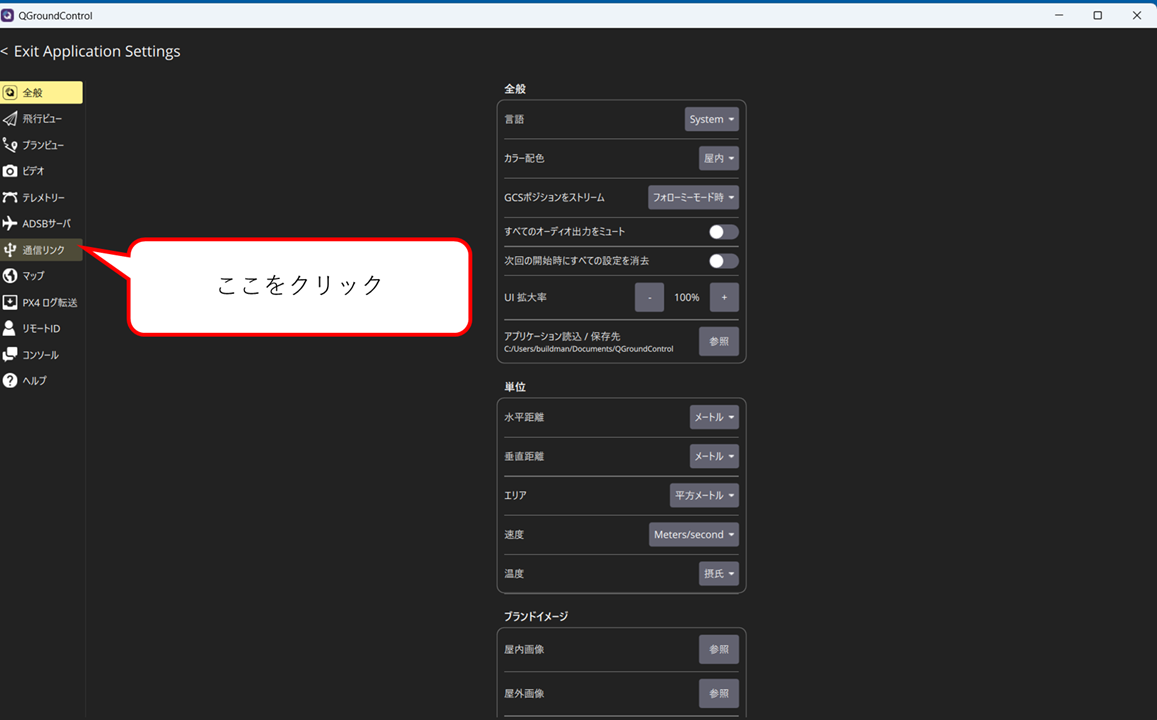 QGroundControl
< Exit Application Settings
全般
飛行ビュー
プランビュー
ビデオ
テレメトリー
ADSBサーバ
通信リンク
マップ
PX4 ログ転送
リモートID
コンソール
ヘルプ
ここをクリック
全般
言語 System
カラー配色 屋内
GCSポジションをストリーム フォローミーモード時
すべてのオーディオ出力をミュート
次回の開始時にすべての設定を消去
UI 拡大率 - 100% +
アプリケーション読込 / 保存先 参照
C:/Users/buildman/Documents/QGroundControl
単位
水平距離 メートル
垂直距離 メートル
エリア 平方メートル
速度 Meters/second
温度 摂氏
ブランドイメージ
屋内画像 参照
屋外画像 参照